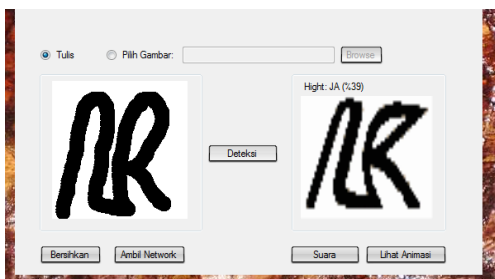 Tulis
Pilih Gambar:
Browse
Hight: JA (%39)
Deteksi
Bersihkan
Ambil Network
Suara
Lihat Animasi